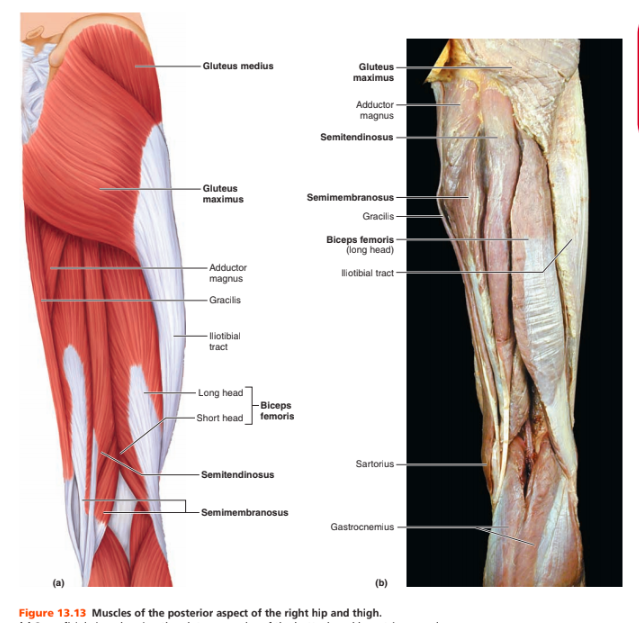 Gluteus medius
Gluteus
maximus
Adductor
magnus
Gracilis
Iliotibial
tract
Long head
Short head
Biceps
femoris
Semitendinosus
Semimembranosus
(a)
Gluteus
maximus
Adductor
magnus
Semitendinosus
Semimembranosus
Gracilis
Biceps femoris
(long head)
Iliotibial tract
Sartorius
Gastrocnemius
(b)
Figure 13.13 Muscles of the posterior aspect of the right hip and thigh.